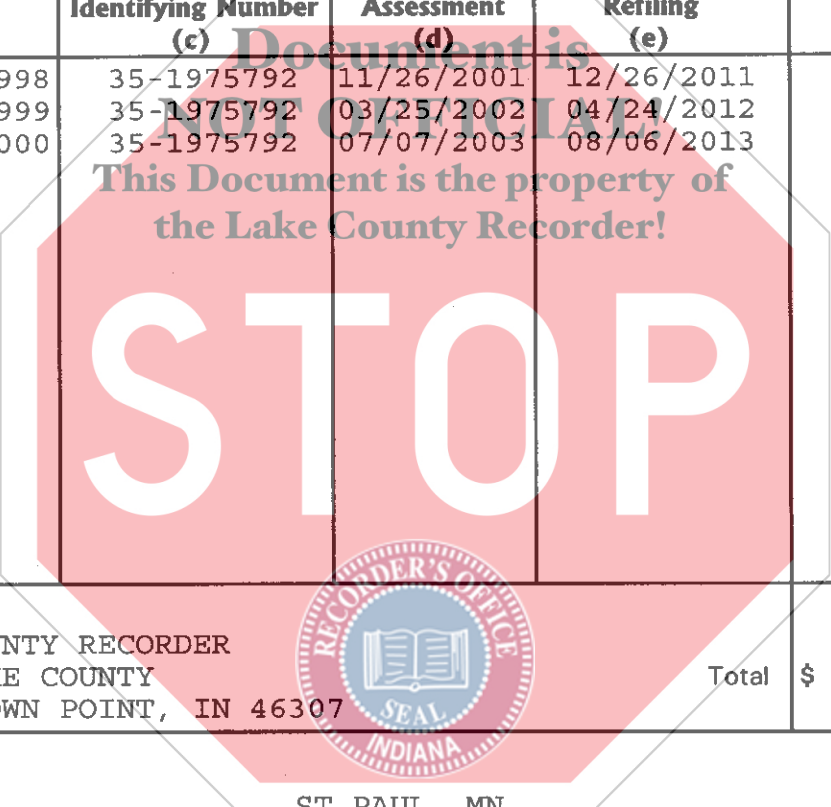 Identifying Number Assessment Refiling
(c) (d) (e)
Document is
998 35-1975792 11/26/2001 12/26/2011
999 35-1975792 03/25/2002 04/24/2012
NOT OFFICIAL!
000 35-1975792 07/07/2003 08/06/2013
This Document is the property of
the Lake County Recorder!
STOP
RECORDER'S OFFICE
SEAL
INDIANA
NTY RECORDER
E COUNTY Total $
WN POINT, IN 46307
ST PAUL MN